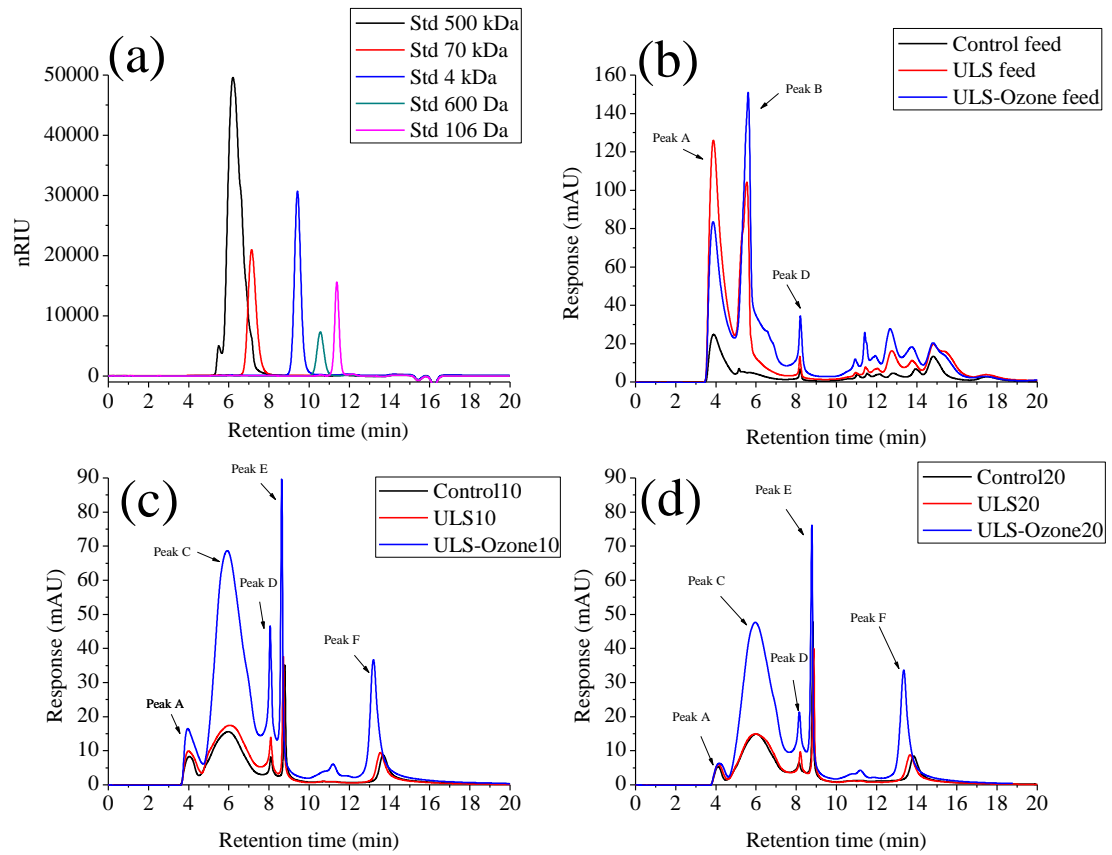 (a)
Std 500 kDa
Std 70 kDa
Std 4 kDa
Std 600 Da
Std 106 Da
50000
40000
30000
20000
10000
0
nRIU
0 2 4 6 8 10 12 14 16 18 20
Retention time (min)
(b)
Control feed
ULS feed
ULS-Ozone feed
Peak A
Peak B
Peak D
160
140
120
100
80
60
40
20
0
Response (mAU)
0 2 4 6 8 10 12 14 16 18 20
Retention time (min)
(c)
Control10
ULS10
ULS-Ozone10
Peak E
Peak C
Peak D
Peak F
Peak A
90
80
70
60
50
40
30
20
10
0
Response (mAU)
0 2 4 6 8 10 12 14 16 18 20
Retention time (min)
(d)
Control20
ULS20
ULS-Ozone20
Peak E
Peak C
Peak D
Peak F
Peak A
90
80
70
60
50
40
30
20
10
0
Response (mAU)
0 2 4 6 8 10 12 14 16 18 20
Retention time (min)